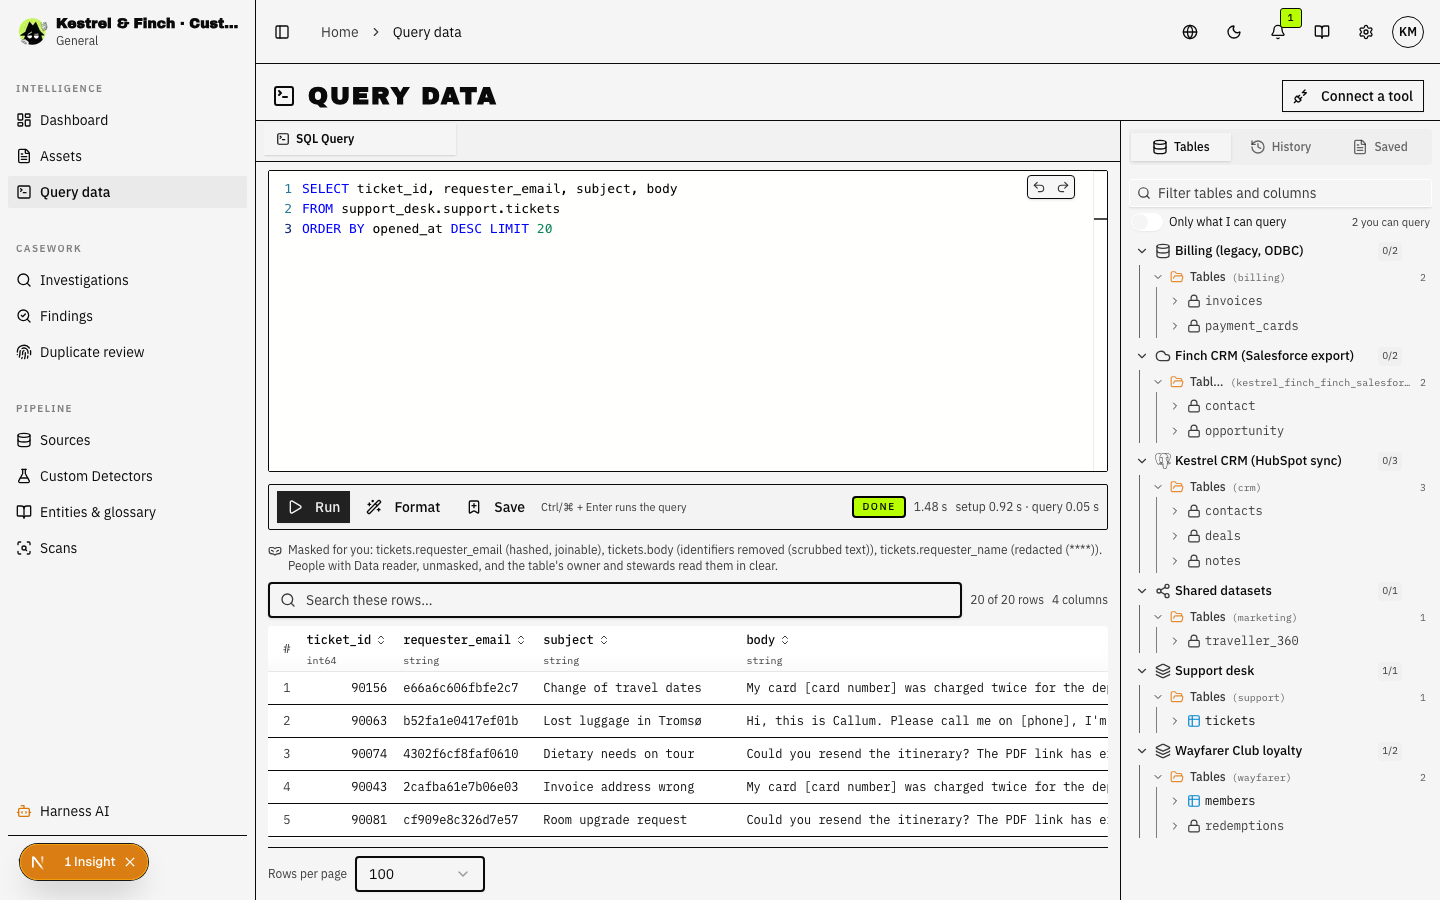 Kestrel & Finch · Cust...
General
INTELLIGENCE
Dashboard
Assets
Query data
CASEWORK
Investigations
Findings
Duplicate review
PIPELINE
Sources
Custom Detectors
Entities & glossary
Scans
Harness AI
1 Insight
Home
Query data
1
KM
QUERY DATA
Connect a tool
SQL Query
1 SELECT ticket_id, requester_email, subject, body
2 FROM support_desk.support.tickets
3 ORDER BY opened_at DESC LIMIT 20
Run
Format
Save
Ctrl/⌘ + Enter runs the query
DONE
1.48 s
setup 0.92 s · query 0.05 s
Masked for you: tickets.requester_email (hashed, joinable), tickets.body (identifiers removed (scrubbed text)), tickets.requester_name (redacted (****)).
People with Data reader, unmasked, and the table's owner and stewards read them in clear.
Search these rows...
20 of 20 rows
4 columns
# ticket_id requester_email subject body
int64 string string string
1 90156 e66a6c606fbfe2c7 Change of travel dates My card [card number] was charged twice for the de
2 90063 b52fa1e0417ef01b Lost luggage in Tromsø Hi, this is Callum. Please call me on [phone], I'm
3 90074 4302f6cf8faf0610 Dietary needs on tour Could you resend the itinerary? The PDF link has e
4 90043 2cafba61e7b06e03 Invoice address wrong My card [card number] was charged twice for the de
5 90081 cf909e8c326d7e57 Room upgrade request Could you resend the itinerary? The PDF link has e
Rows per page
100
Tables
History
Saved
Filter tables and columns
Only what I can query
2 you can query
Billing (legacy, ODBC) 0/2
Tables (billing) 2
invoices
payment_cards
Finch CRM (Salesforce export) 0/2
Tabl... (kestrel_finch_finch_salesfor... 2
contact
opportunity
Kestrel CRM (HubSpot sync) 0/3
Tables (crm) 3
contacts
deals
notes
Shared datasets 0/1
Tables (marketing) 1
traveller_360
Support desk 1/1
Tables (support) 1
tickets
Wayfarer Club loyalty 1/2
Tables (wayfarer) 2
members
redemptions